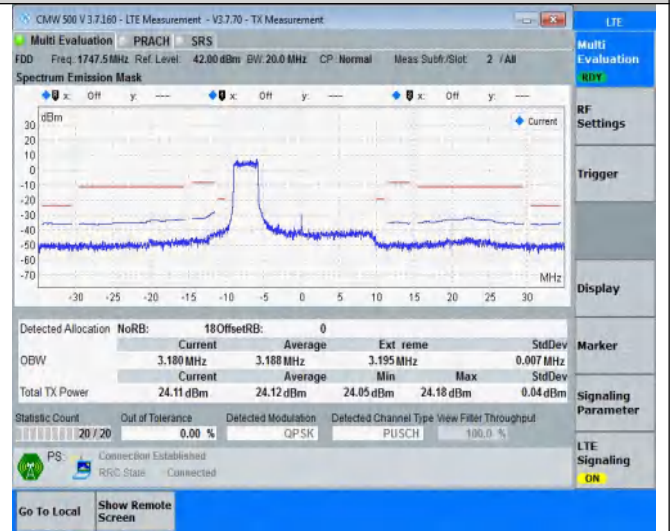 CMW 500 V 3.7.160 - LTE Measurement - V3.7.70 - TX Measurement
LTE
Multi Evaluation PRACH SRS
FDD Freq: 1747.5 MHz Ref. Level: 42.00 dBm BW: 20.0 MHz CP: Normal Meas Subfr./Slot: 2 / All
Spectrum Emission Mask
x: Off y: --- x: Off y: --- x: Off y: ---
dBm
Current
30
20
10
0
-10
-20
-30
-40
-50
-60
-70
MHz
-30 -25 -20 -15 -10 -5 0 5 10 15 20 25 30
Detected Allocation NoRB: 18 OffsetRB: 0
Current Average Extreme StdDev
OBW 3.180 MHz 3.188 MHz 3.195 MHz 0.007 MHz
Current Average Min Max StdDev
Total TX Power 24.11 dBm 24.12 dBm 24.05 dBm 24.18 dBm 0.04 dBm
Statistic Count Out of Tolerance Detected Modulation Detected Channel Type View Filter Throughput
20 / 20 0.00 % QPSK PUSCH 100.0 %
PS: Connection Established
RRC State Connected
Multi
Evaluation
RDY
RF
Settings
Trigger
Display
Marker
Signaling
Parameter
LTE
Signaling
ON
Go To Local
Show Remote
Screen